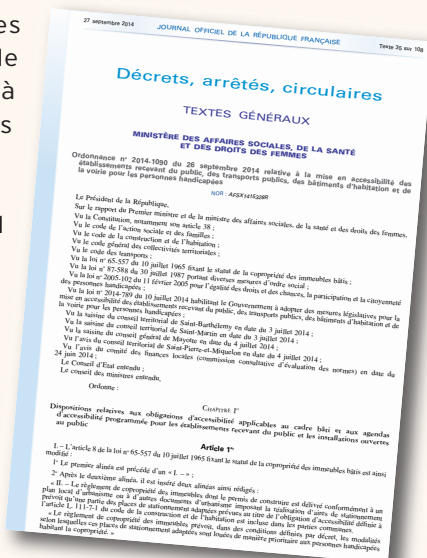 es
de
à
s
l
27 septembre 2014 JOURNAL OFFICIEL DE LA RÉPUBLIQUE FRANÇAISE Texte 35 sur 108
Décrets, arrêtés, circulaires
TEXTES GÉNÉRAUX
MINISTÈRE DES AFFAIRES SOCIALES, DE LA SANTÉ
ET DES DROITS DES FEMMES
Ordonnance nº 2014-1090 du 26 septembre 2014 relative à la mise en accessibilité des
établissements recevant du public, des transports publics, des bâtiments d'habitation et de
la voirie pour les personnes handicapées
NOR : AFSX1415228R
Le Président de la République,
Sur le rapport du Premier ministre et de la ministre des affaires sociales, de la santé et des droits des femmes,
Vu la Constitution, notamment son article 38 ;
Vu le code de l'action sociale et des familles ;
Vu le code de la construction et de l'habitation ;
Vu le code général des collectivités territoriales ;
Vu le code des transports ;
Vu la loi nº 65-557 du 10 juillet 1965 fixant le statut de la copropriété des immeubles bâtis ;
Vu la loi nº 87-588 du 30 juillet 1987 portant diverses mesures d'ordre social ;
Vu la loi nº 2005-102 du 11 février 2005 pour l'égalité des droits et des chances, la participation et la citoyenneté
des personnes handicapées ;
Vu la loi nº 2014-789 du 10 juillet 2014 habilitant le Gouvernement à adopter des mesures législatives pour la
mise en accessibilité des établissements recevant du public, des transports publics, des bâtiments d'habitation et de
la voirie pour les personnes handicapées ;
Vu la saisine du conseil territorial de Saint-Barthélemy en date du 3 juillet 2014 ;
Vu la saisine du conseil territorial de Saint-Martin en date du 3 juillet 2014 ;
Vu la saisine du conseil général de Mayotte en date du 4 juillet 2014 ;
Vu l'avis du conseil territorial de Saint-Pierre-et-Miquelon en date du 4 juillet 2014 ;
Vu l'avis du comité des finances locales (commission consultative d'évaluation des normes) en date du
24 juin 2014 ;
Le Conseil d'Etat entendu ;
Le conseil des ministres entendu,
Ordonne :
CHAPITRE Iᵉʳ
Dispositions relatives aux obligations d'accessibilité applicables au cadre bâti et aux agendas
d'accessibilité programmée pour les établissements recevant du public et les installations ouvertes
au public
Article 1ᵉʳ
I. – L'article 8 de la loi nº 65-557 du 10 juillet 1965 fixant le statut de la copropriété des immeubles bâtis est ainsi
modifié :
1º Le premier alinéa est précédé d'un « I. – » ;
2º Après le deuxième alinéa, il est inséré deux alinéas ainsi rédigés :
« II. – Le règlement de copropriété des immeubles dont le permis de construire est délivré conformément à un
plan local d'urbanisme ou à d'autres documents d'urbanisme imposant la réalisation d'aires de stationnement
prévoit qu'une partie des places de stationnement adaptées prévues au titre de l'obligation d'accessibilité définie à
l'article L. 111-7-1 du code de la construction et de l'habitation est incluse dans les parties communes.
« Le règlement de copropriété des immeubles prévoit, dans des conditions définies par décret, les modalités
selon lesquelles ces places de stationnement adaptées sont louées de manière prioritaire aux personnes handicapées
habitant la copropriété. »